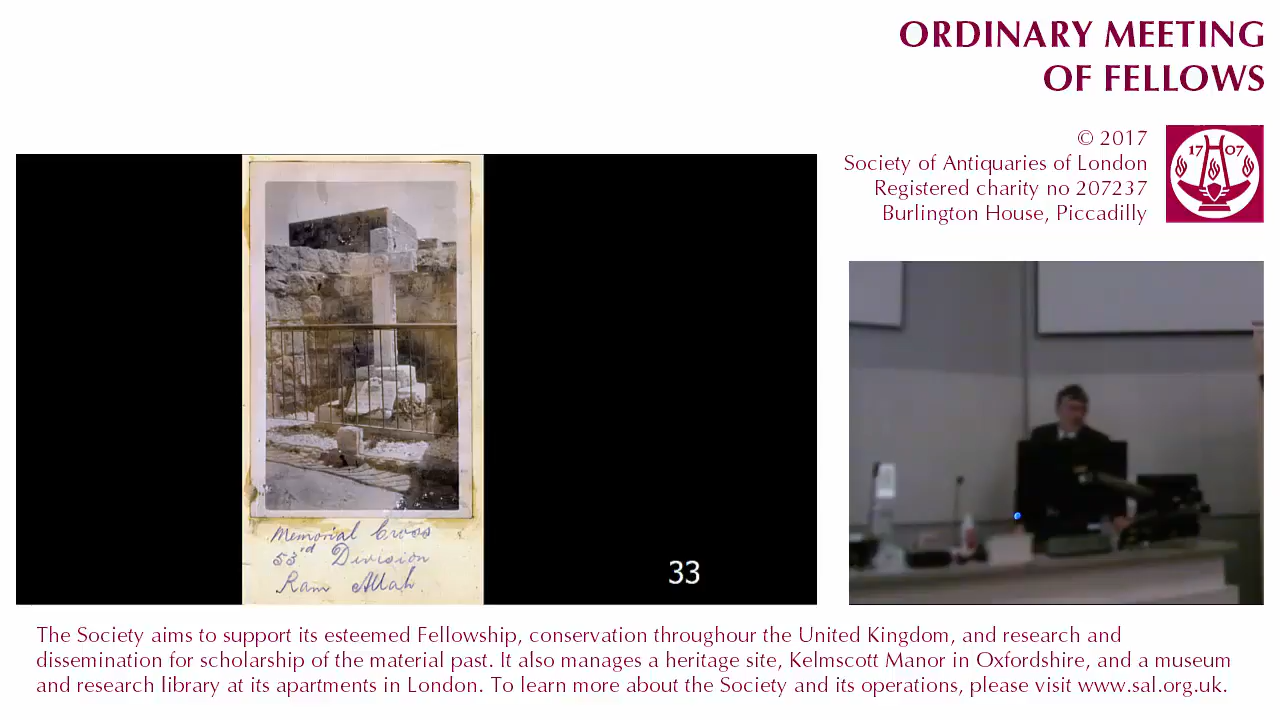 ORDINARY MEETING
OF FELLOWS
© 2017
Society of Antiquaries of London
Registered charity no 207237
Burlington House, Piccadilly
17 07
Memorial Cross
53rd Division
Ram Allah.
33
The Society aims to support its esteemed Fellowship, conservation throughour the United Kingdom, and research and
dissemination for scholarship of the material past. It also manages a heritage site, Kelmscott Manor in Oxfordshire, and a museum
and research library at its apartments in London. To learn more about the Society and its operations, please visit www.sal.org.uk.